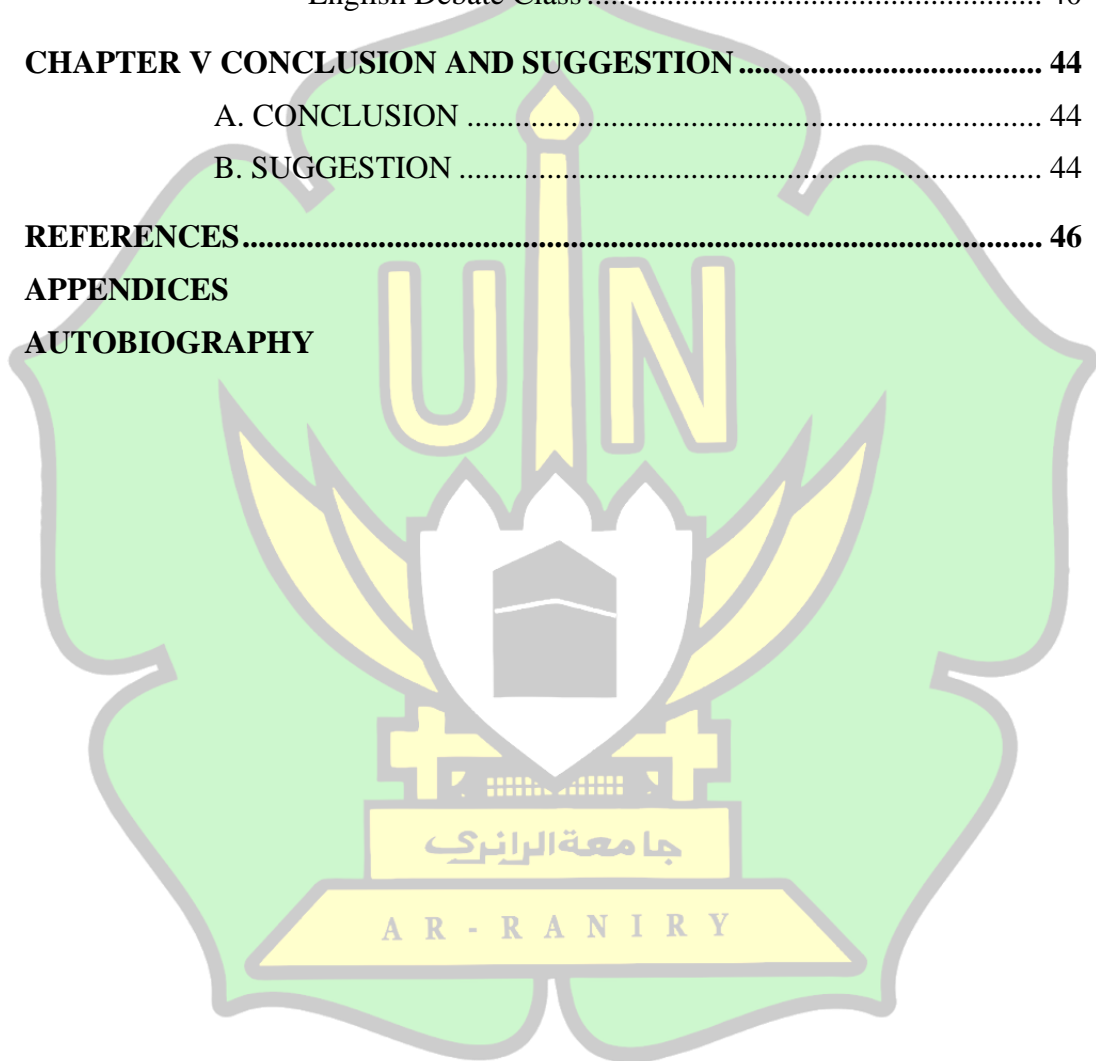 English Debate Class ........................................................ 40
CHAPTER V CONCLUSION AND SUGGESTION ...................................... 44
A. CONCLUSION ........................................................................ 44
B. SUGGESTION ......................................................................... 44
REFERENCES ..................................................................................................... 46
APPENDICES
AUTOBIOGRAPHY
UIN
جامعة الرانري
AR-RANIRY